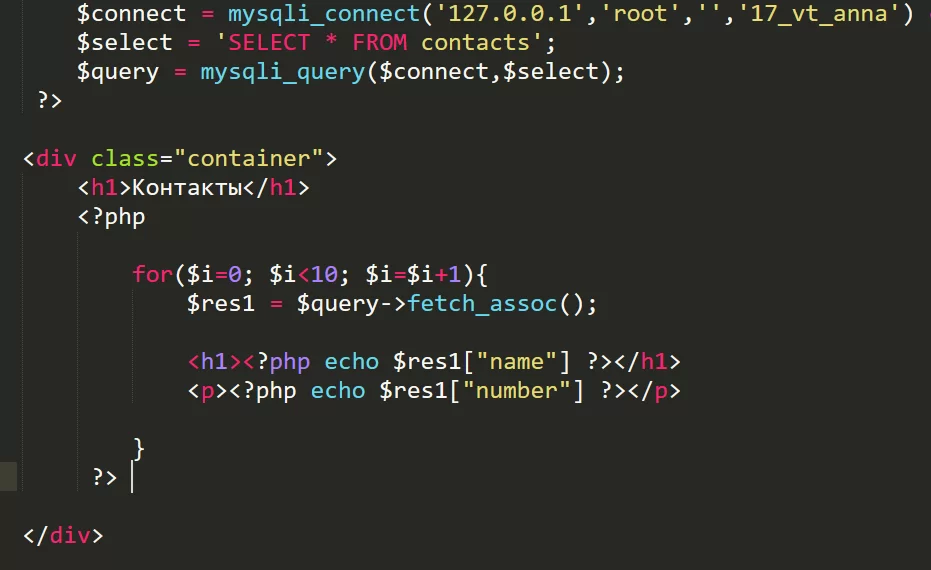 $connect = mysqli_connect('127.0.0.1','root','','17_vt_anna')
$select = 'SELECT * FROM contacts';
$query = mysqli_query($connect,$select);
?>
<div class="container">
<h1>Контакты</h1>
<?php
for($i=0; $i<10; $i=$i+1){
$res1 = $query->fetch_assoc();
<h1><?php echo $res1["name"] ?></h1>
<p><?php echo $res1["number"] ?></p>
}
?>
</div>